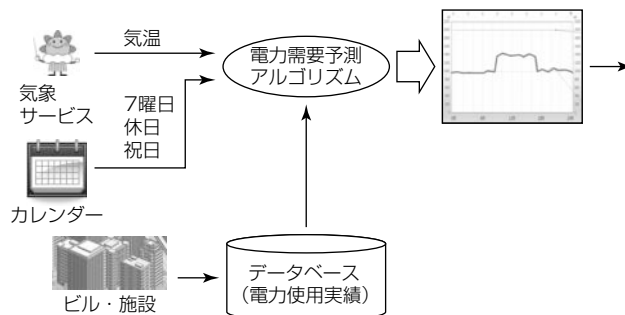 気温
電力需要予測
アルゴリズム
気象
サービス
7曜日
休日
祝日
カレンダー
ビル・施設
データベース
（電力使用実績）